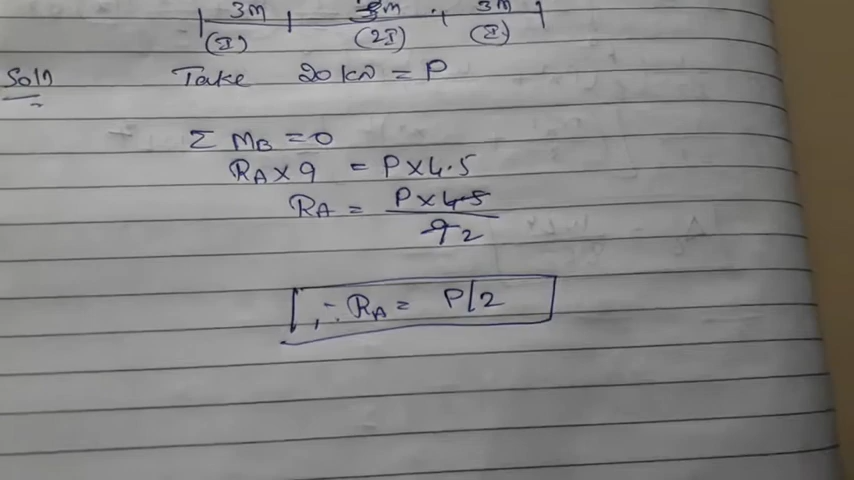 3m 3m 3m
(I) (2I) (I)
Soln Take 20 kN = P
Σ MB = 0
RA × 9 = P × 4.5
RA = P × 4.5
9 2
∴ RA = P/2